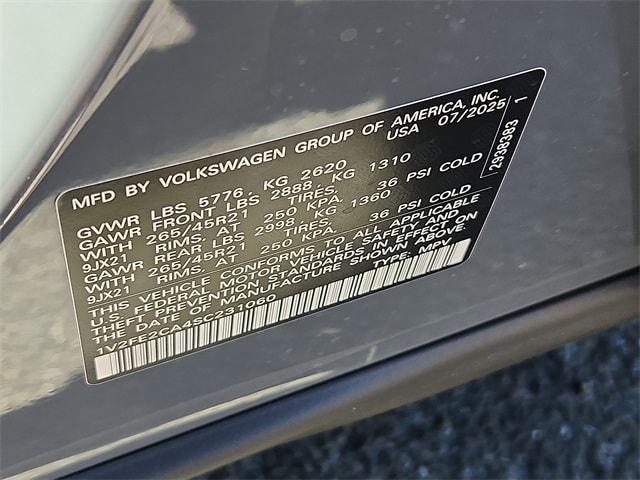 MFD BY VOLKSWAGEN GROUP OF AMERICA, INC.
USA 07/2025
GVWR LBS 5776, KG 2620
GAWR FRONT LBS 2888, KG 1310
WITH 265/45R21 TIRES, 36 PSI COLD
9JX21 RIMS. AT 250 KPA.
GAWR REAR LBS 2998, KG 1360
WITH 265/45R21 TIRES, 36 PSI COLD
9JX21 RIMS. AT 250 KPA.
THIS VEHICLE CONFORMS TO ALL APPLICABLE
U.S. FEDERAL MOTOR VEHICLE SAFETY AND
THEFT PREVENTION STANDARDS IN EFFECT ON
THE DATE OF MANUFACTURE SHOWN ABOVE.
1V2FE2CA4SC231060 TYPE: MPV
2938383 1